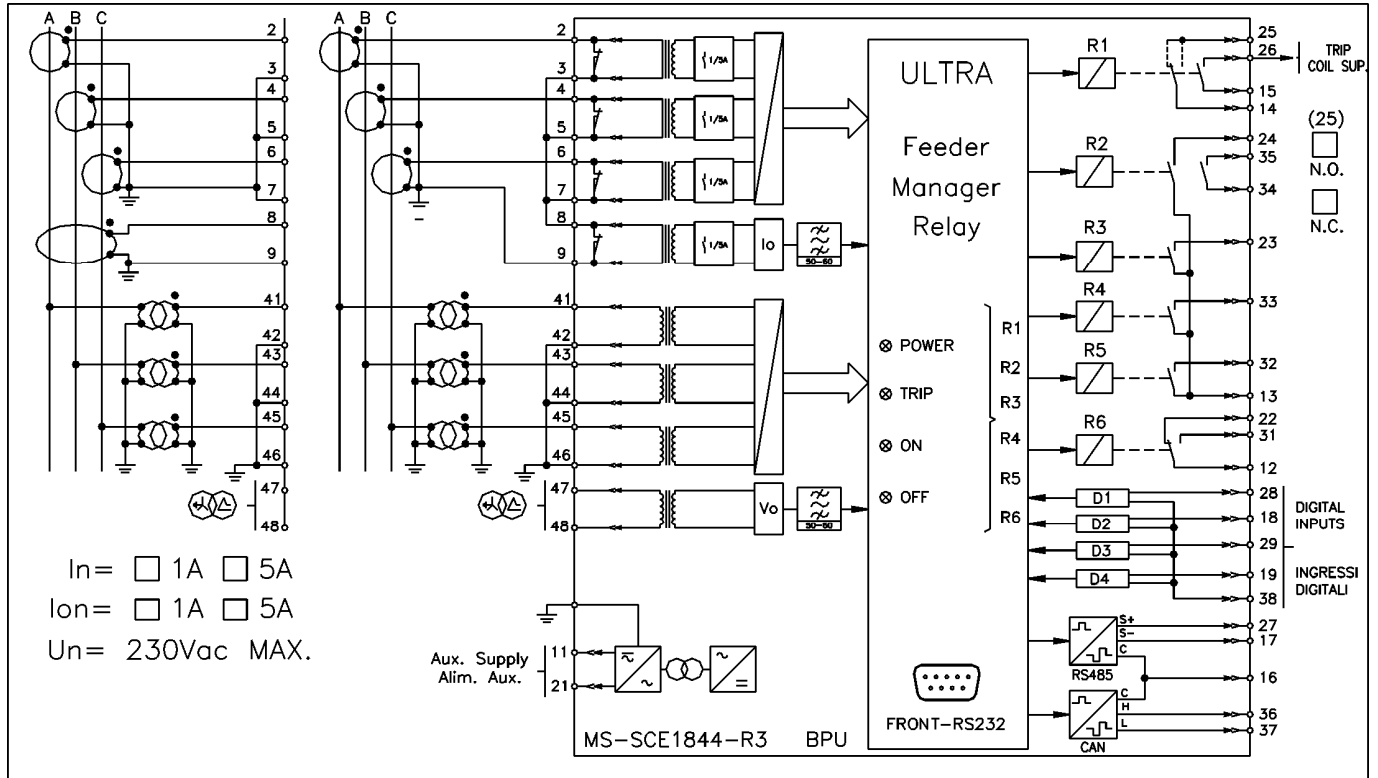 A B C
2
3
4
5
6
7
8
9
41
42
43
44
45
46
47
48
In= 1A 5A
Ion= 1A 5A
Un= 230Vac MAX.
A B C
2
3
4
5
6
7
8
9
41
42
43
44
45
46
47
48
1/5A
1/5A
1/5A
1/5A
Io
50-60
Vo
50-60
Aux. Supply
Alim. Aux.
11
21
MS-SCE1844-R3 BPU
ULTRA
Feeder
Manager
Relay
POWER
TRIP
ON
OFF
R1
R2
R3
R4
R5
R6
FRONT-RS232
R1
R2
R3
R4
R5
R6
D1
D2
D3
D4
S+
S-
C
RS485
C
H
L
CAN
25
26
15
14
24
35
34
23
33
32
13
22
31
12
28
18
29
19
38
27
17
16
36
37
TRIP
COIL SUP.
(25)
N.O.
N.C.
DIGITAL
INPUTS
INGRESSI
DIGITALI